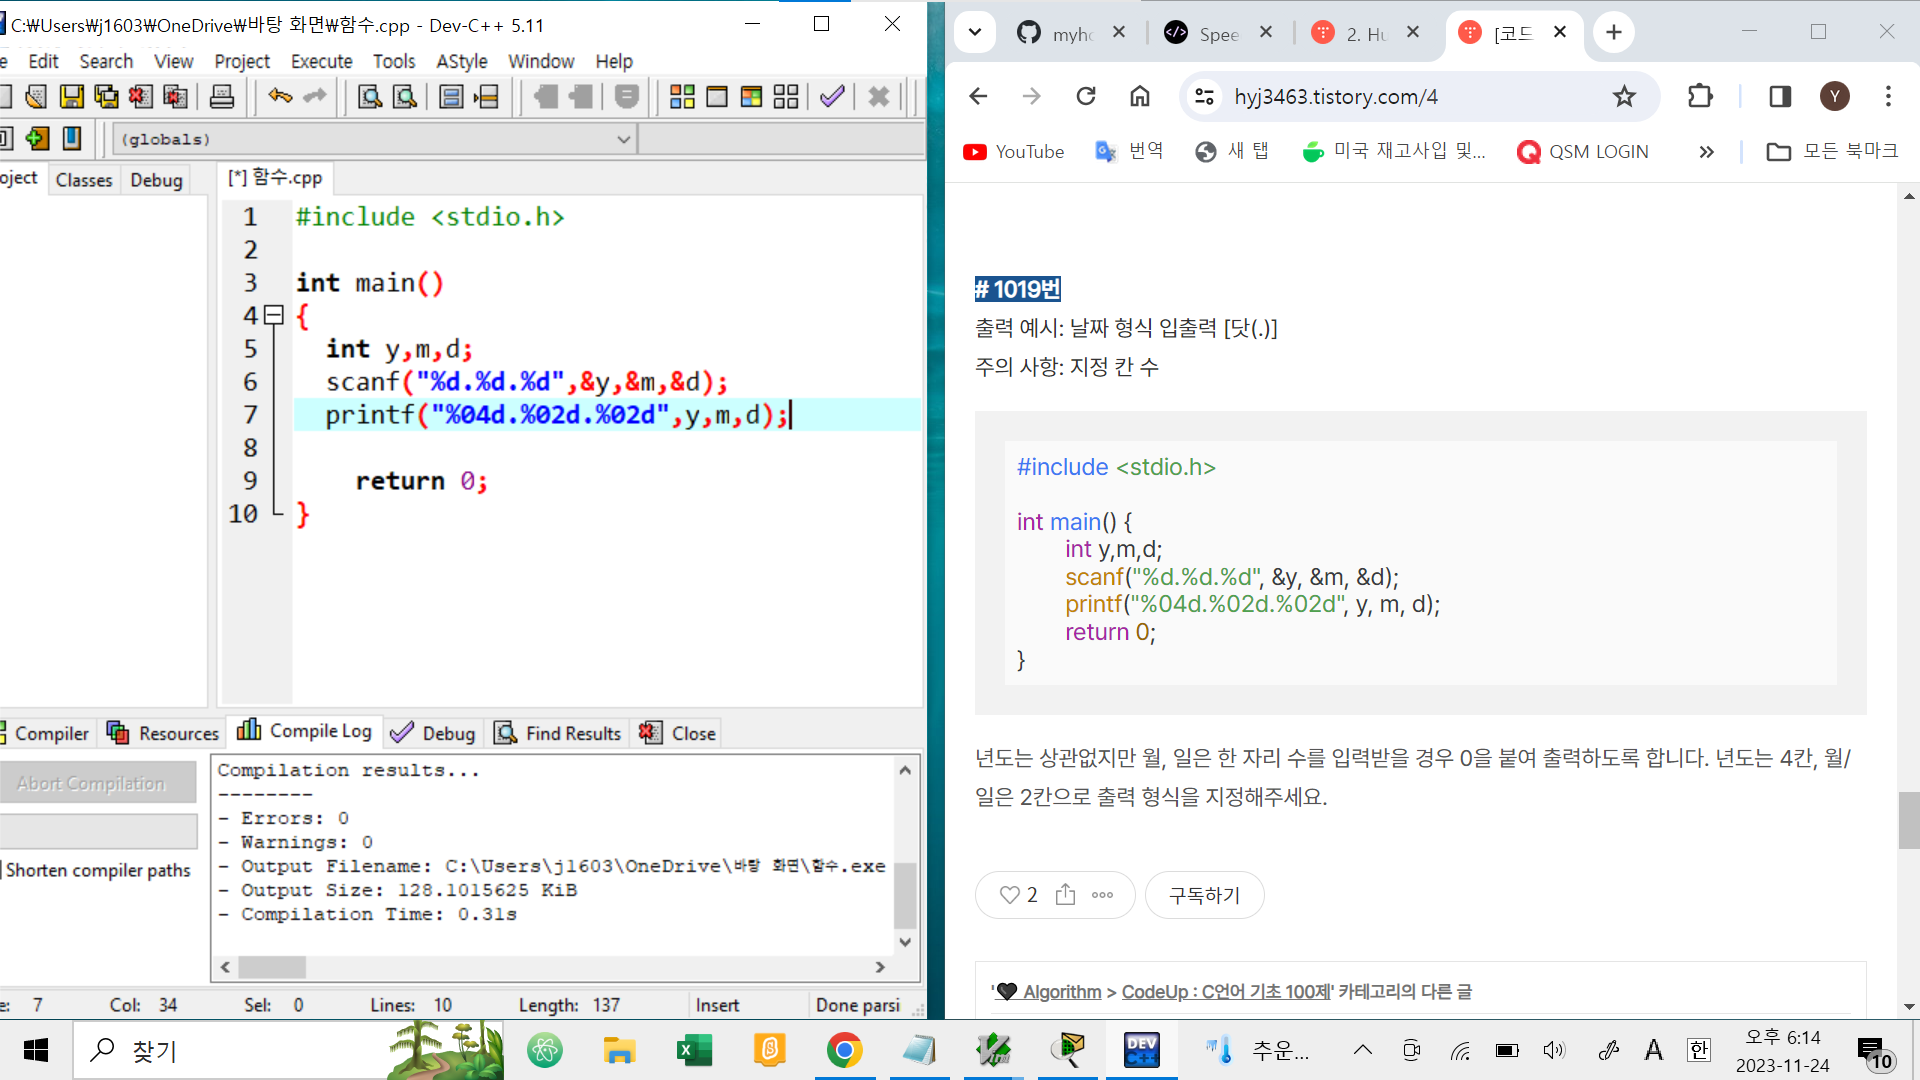 C:₩Users₩j1603₩OneDrive₩바탕 화면₩함수.cpp - Dev-C++ 5.11
Edit Search View Project Execute Tools AStyle Window Help
(globals)
Classes Debug
[*] 함수.cpp
1 #include <stdio.h>
2
3 int main()
4 {
5 int y,m,d;
6 scanf("%d.%d.%d",&y,&m,&d);
7 printf("%04d.%02d.%02d",y,m,d);
8
9 return 0;
10 }
Compiler Resources Compile Log Debug Find Results Close
Abort Compilation
Shorten compiler paths
Compilation results...
--------
- Errors: 0
- Warnings: 0
- Output Filename: C:\Users\j1603\OneDrive\바탕 화면\함수.exe
- Output Size: 128.1015625 KiB
- Compilation Time: 0.31s
7 Col: 34 Sel: 0 Lines: 10 Length: 137 Insert Done parsi
myho Spee 2. Hu [코드
hyj3463.tistory.com/4
Y
YouTube 번역 새 탭 미국 재고사입 및... QSM LOGIN » 모든 북마크
# 1019번
출력 예시: 날짜 형식 입출력 [닷(.)]
주의 사항: 지정 칸 수
#include <stdio.h>
int main() {
int y,m,d;
scanf("%d.%d.%d", &y, &m, &d);
printf("%04d.%02d.%02d", y, m, d);
return 0;
}
년도는 상관없지만 월, 일은 한 자리 수를 입력받을 경우 0을 붙여 출력하도록 합니다. 년도는 4칸, 월/
일은 2칸으로 출력 형식을 지정해주세요.
2
구독하기
'🖤 Algorithm > CodeUp : C언어 기초 100제' 카테고리의 다른 글
찾기
DEV C++
추운...
A 한
오후 6:14
2023-11-24
10